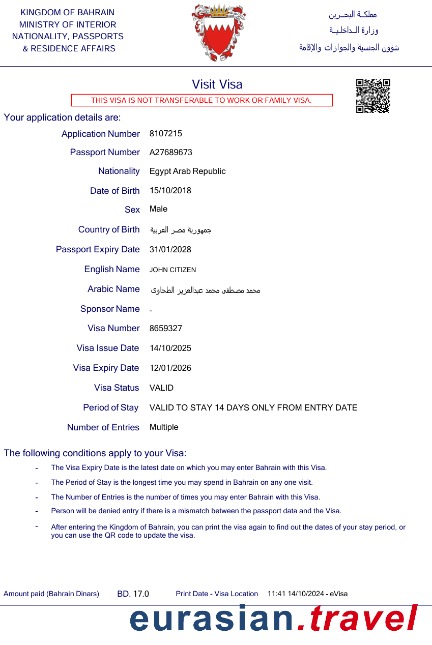 KINGDOM OF BAHRAIN
MINISTRY OF INTERIOR
NATIONALITY, PASSPORTS
& RESIDENCE AFFAIRS
مملكة البحرين
وزارة الداخلية
شؤون الجنسية والجوازات والإقامة
Visit Visa
THIS VISA IS NOT TRANSFERABLE TO WORK OR FAMILY VISA.
Your application details are:
Application Number 8107215
Passport Number A27689673
Nationality Egypt Arab Republic
Date of Birth 15/10/2018
Sex Male
Country of Birth جمهورية مصر العربية
Passport Expiry Date 31/01/2028
English Name JOHN CITIZEN
Arabic Name محمد مصطفى محمد عبدالعزيز الطحاوى
Sponsor Name -
Visa Number 8659327
Visa Issue Date 14/10/2025
Visa Expiry Date 12/01/2026
Visa Status VALID
Period of Stay VALID TO STAY 14 DAYS ONLY FROM ENTRY DATE
Number of Entries Multiple
The following conditions apply to your Visa:
- The Visa Expiry Date is the latest date on which you may enter Bahrain with this Visa.
- The Period of Stay is the longest time you may spend in Bahrain on any one visit.
- The Number of Entries is the number of times you may enter Bahrain with this Visa.
- Person will be denied entry if there is a mismatch between the passport data and the Visa.
- After entering the Kingdom of Bahrain, you can print the visa again to find out the dates of your stay period, or
you can use the QR code to update the visa.
Amount paid (Bahrain Dinars) BD. 17.0 Print Date - Visa Location 11:41 14/10/2024 - eVisa
eurasian.travel